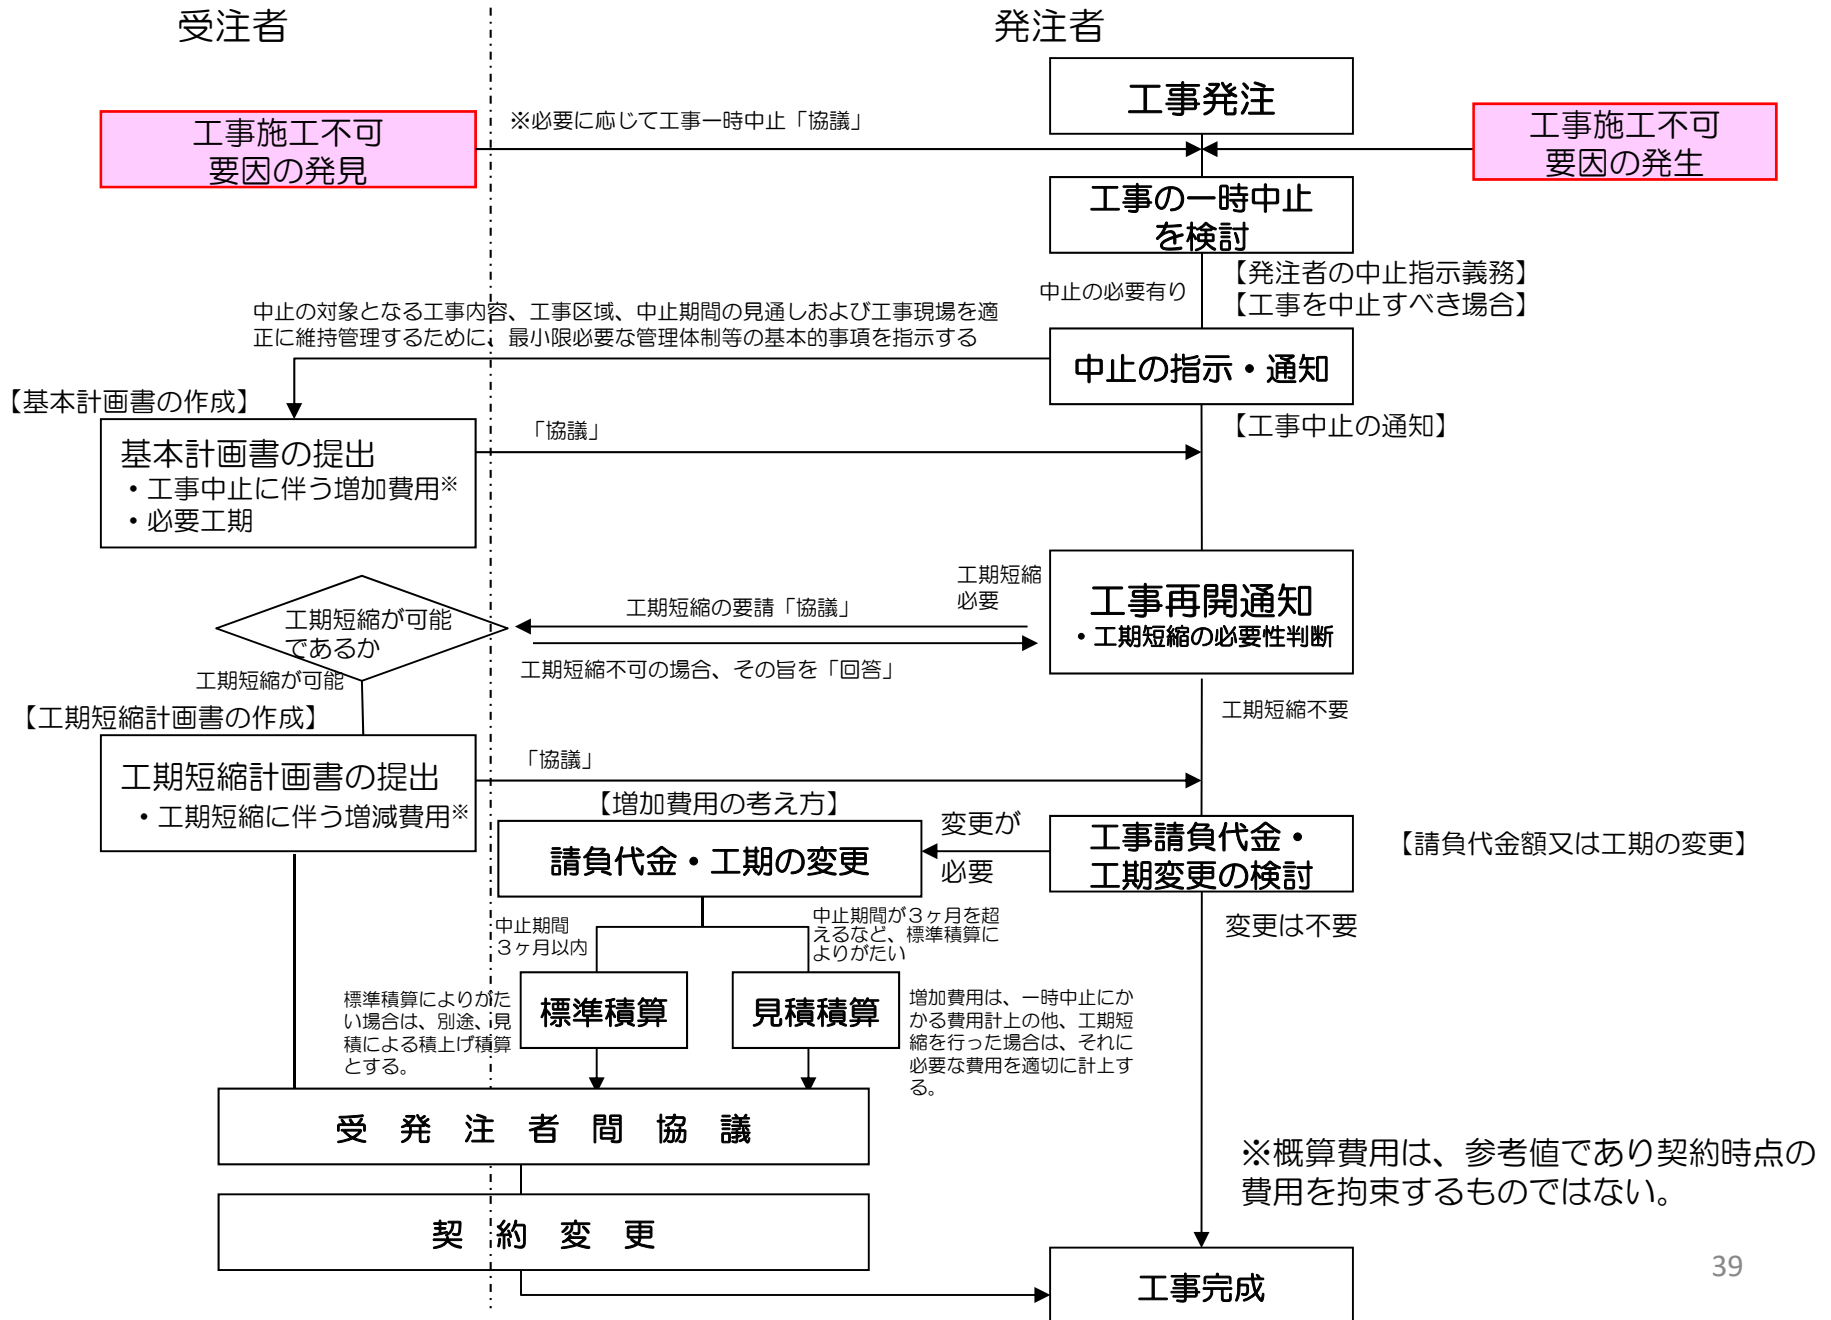 受注者
発注者
工事発注
工事施工不可
要因の発見
※必要に応じて工事一時中止「協議」
工事施工不可
要因の発生
工事の一時中止
を検討
中止の必要有り
【発注者の中止指示義務】
【工事を中止すべき場合】
中止の対象となる工事内容、工事区域、中止期間の見通しおよび工事現場を適
正に維持管理するために、最小限必要な管理体制等の基本的事項を指示する
中止の指示・通知
【基本計画書の作成】
【工事中止の通知】
基本計画書の提出
・工事中止に伴う増加費用※
・必要工期
「協議」
工期短縮
必要
工事再開通知
・工期短縮の必要性判断
工期短縮が可能
であるか
工期短縮の要請「協議」
工期短縮不可の場合、その旨を「回答」
工期短縮が可能
工期短縮不要
【工期短縮計画書の作成】
工期短縮計画書の提出
・工期短縮に伴う増減費用※
「協議」
【増加費用の考え方】
請負代金・工期の変更
変更が
必要
工事請負代金・
工期変更の検討
【請負代金額又は工期の変更】
中止期間
３ヶ月以内
中止期間が３ヶ月を超
えるなど、標準積算に
よりがたい
変更は不要
標準積算によりがた
い場合は、別途、見
積による積上げ積算
とする。
標準積算
見積積算
増加費用は、一時中止にか
かる費用計上の他、工期短
縮を行った場合は、それに
必要な費用を適切に計上す
る。
受発注者間協議
※概算費用は、参考値であり契約時点の
費用を拘束するものではない。
契約変更
工事完成
39